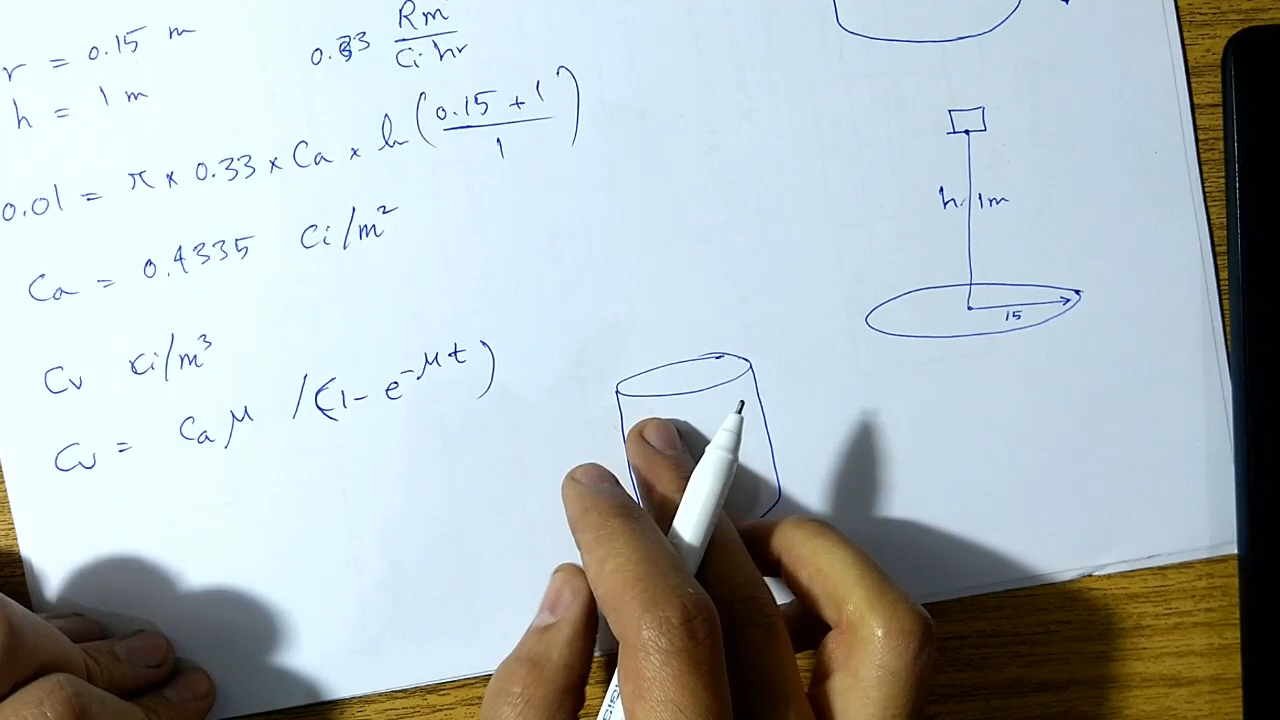 r = 0.15 m
0.33 Rm / Ci hr
h = 1 m
0.01 = π × 0.33 × Ca × ln ( (0.15 + 1) / 1 )
Ca = 0.4335 Ci/m²
Cv Ci/m³
Cv = Ca μ / (1 - e^-μt)
h: 1m
15